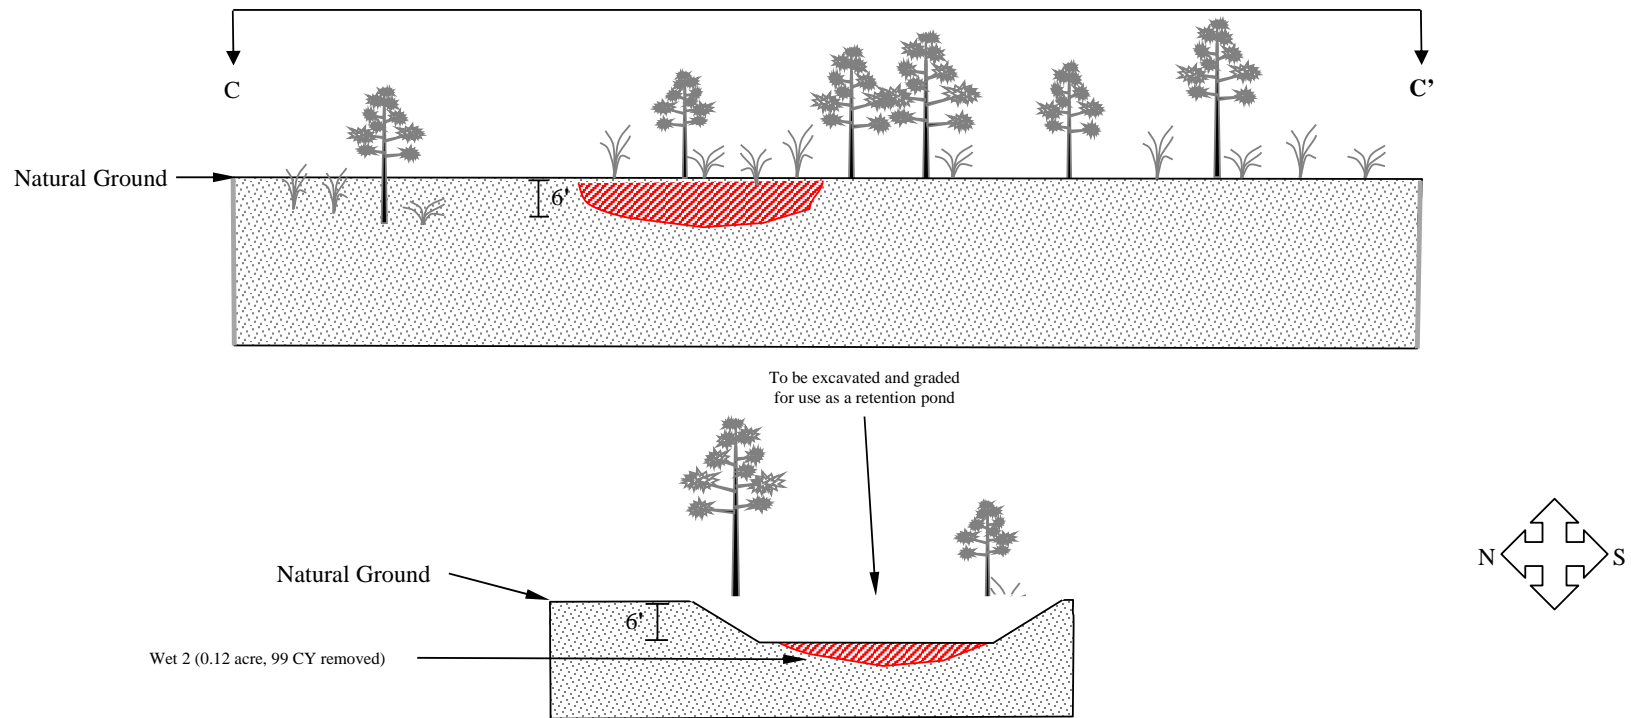 C
C’
Natural Ground
6'
To be excavated and graded
for use as a retention pond
Natural Ground
6'
Wet 2 (0.12 acre, 99 CY removed)
N
S